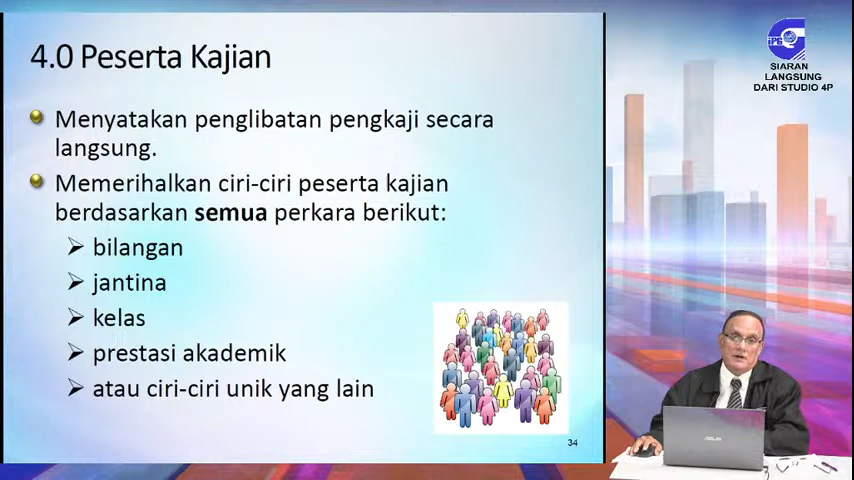 4.0 Peserta Kajian
Menyatakan penglibatan pengkaji secara
langsung.
Memerihalkan ciri-ciri peserta kajian
berdasarkan semua perkara berikut:
bilangan
jantina
kelas
prestasi akademik
atau ciri-ciri unik yang lain
34
iPG
SIARAN
LANGSUNG
DARI STUDIO 4P
ASUS